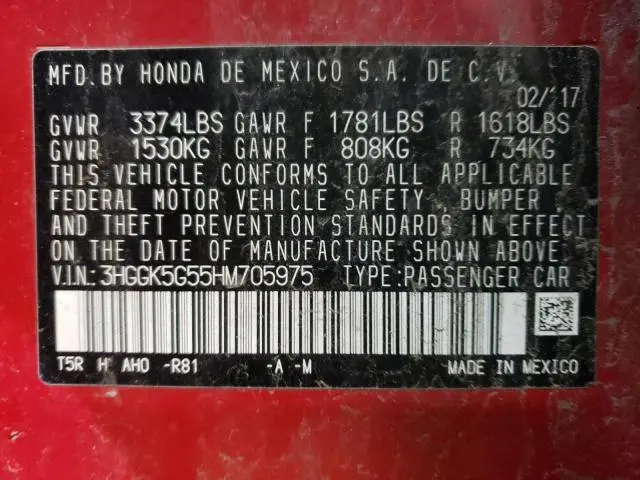 MFD. BY HONDA DE MEXICO S.A. DE C.V.
02/'17
GVWR 3374LBS GAWR F 1781LBS R 1618LBS
GVWR 1530KG GAWR F 808KG R 734KG
THIS VEHICLE CONFORMS TO ALL APPLICABLE
FEDERAL MOTOR VEHICLE SAFETY, BUMPER
AND THEFT PREVENTION STANDARDS IN EFFECT
ON THE DATE OF MANUFACTURE SHOWN ABOVE.
V.I.N.: 3HGGK5G55HM705975 TYPE:PASSENGER CAR
T5R H AHO -R81 -A -M MADE IN MEXICO